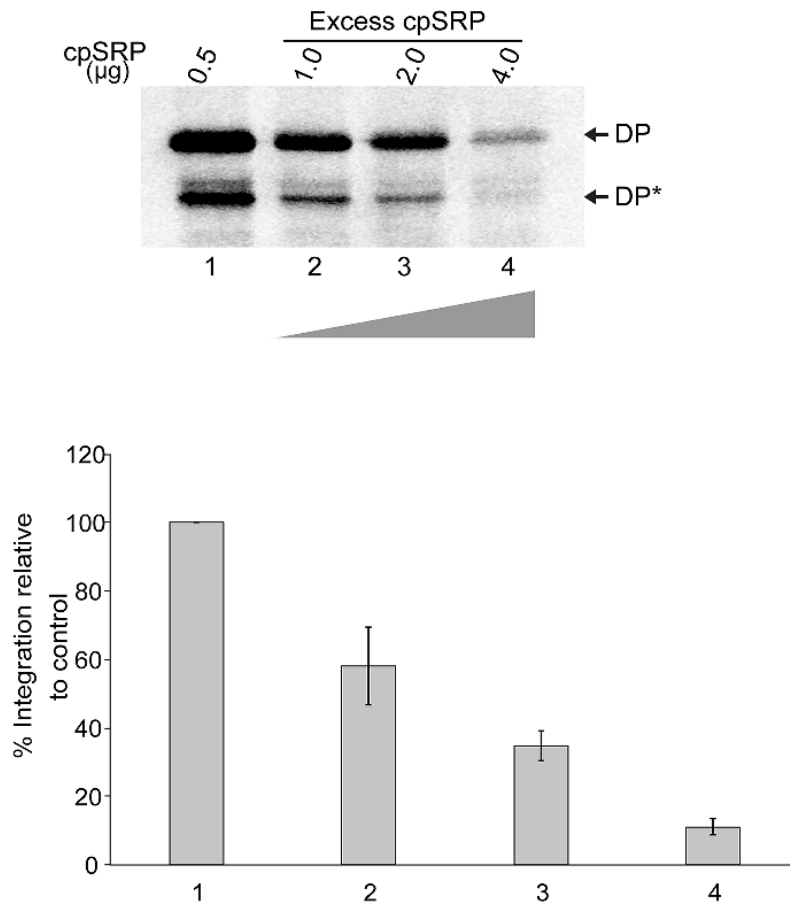 Excess cpSRP
cpSRP
(µg)
0.5
1.0
2.0
4.0
DP
DP*
1 2 3 4
120
100
80
60
40
20
0
% Integration relative
to control
1 2 3 4